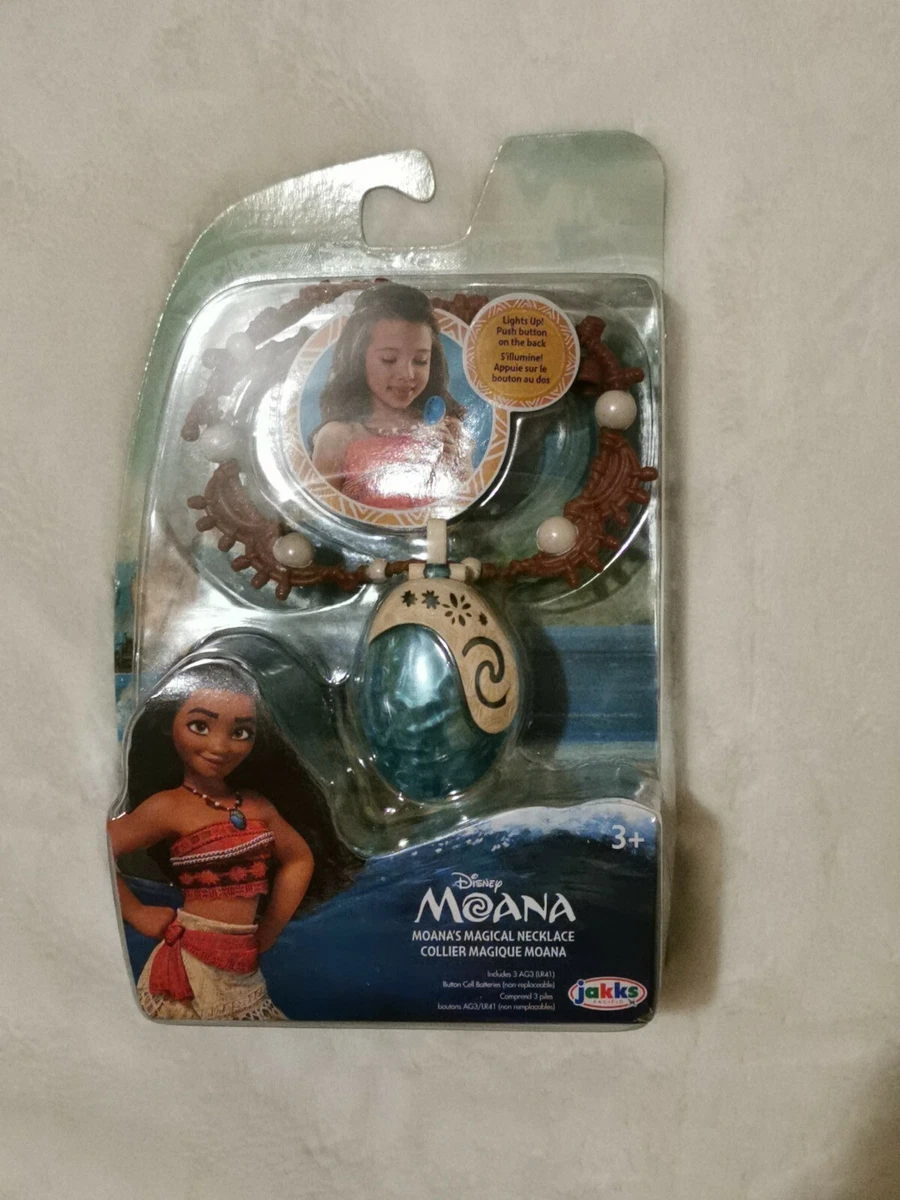 Lights Up!
Push button
on the back
S'illumine!
Appuie sur le
bouton au dos
3+
Disney
MOANA
MOANA'S MAGICAL NECKLACE
COLLIER MAGIQUE MOANA
Includes 3 AG3 (LR41)
Button Cell Batteries (non-replaceable)
Comprend 3 piles
boutons AG3/LR41 (non remplaçables)
jakks
PACIFIC